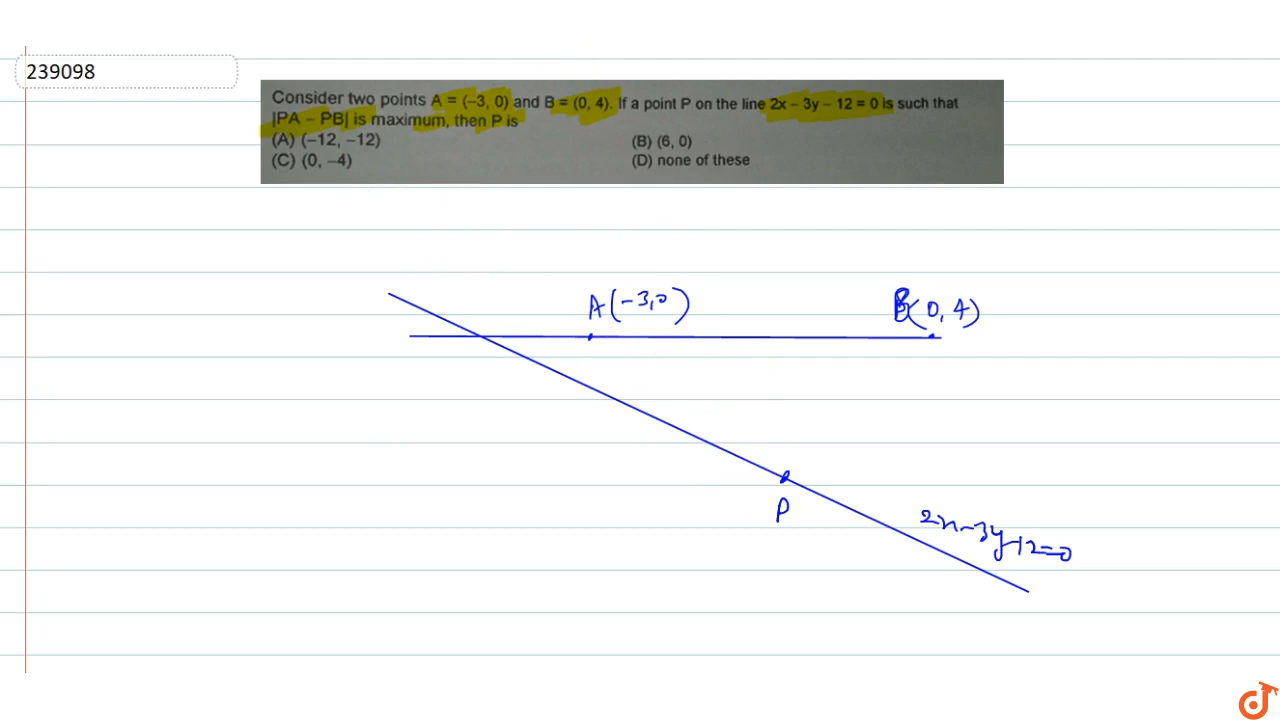 239098
Consider two points A = (–3, 0) and B = (0, 4). If a point P on the line 2x – 3y – 12 = 0 is such that
|PA – PB| is maximum, then P is
(A) (–12, –12) (B) (6, 0)
(C) (0, –4) (D) none of these
A(-3,0) B(0,4)
P
2x-3y-12=0